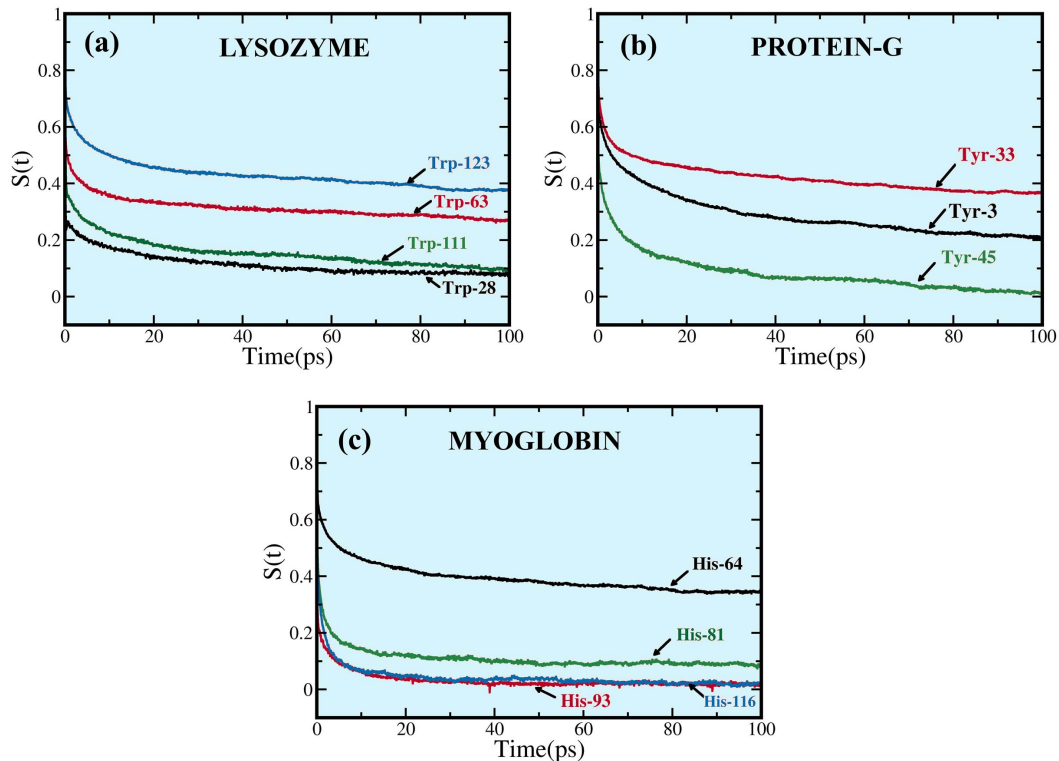 (a) LYSOZYME
1
0.8
0.6
0.4
0.2
0
S(t)
Trp-123
Trp-63
Trp-111
Trp-28
0 20 40 60 80 100
Time(ps)
(b) PROTEIN-G
1
0.8
0.6
0.4
0.2
0
S(t)
Tyr-33
Tyr-3
Tyr-45
0 20 40 60 80 100
Time(ps)
(c) MYOGLOBIN
1
0.8
0.6
0.4
0.2
0
S(t)
His-64
His-81
His-93
His-116
0 20 40 60 80 100
Time(ps)